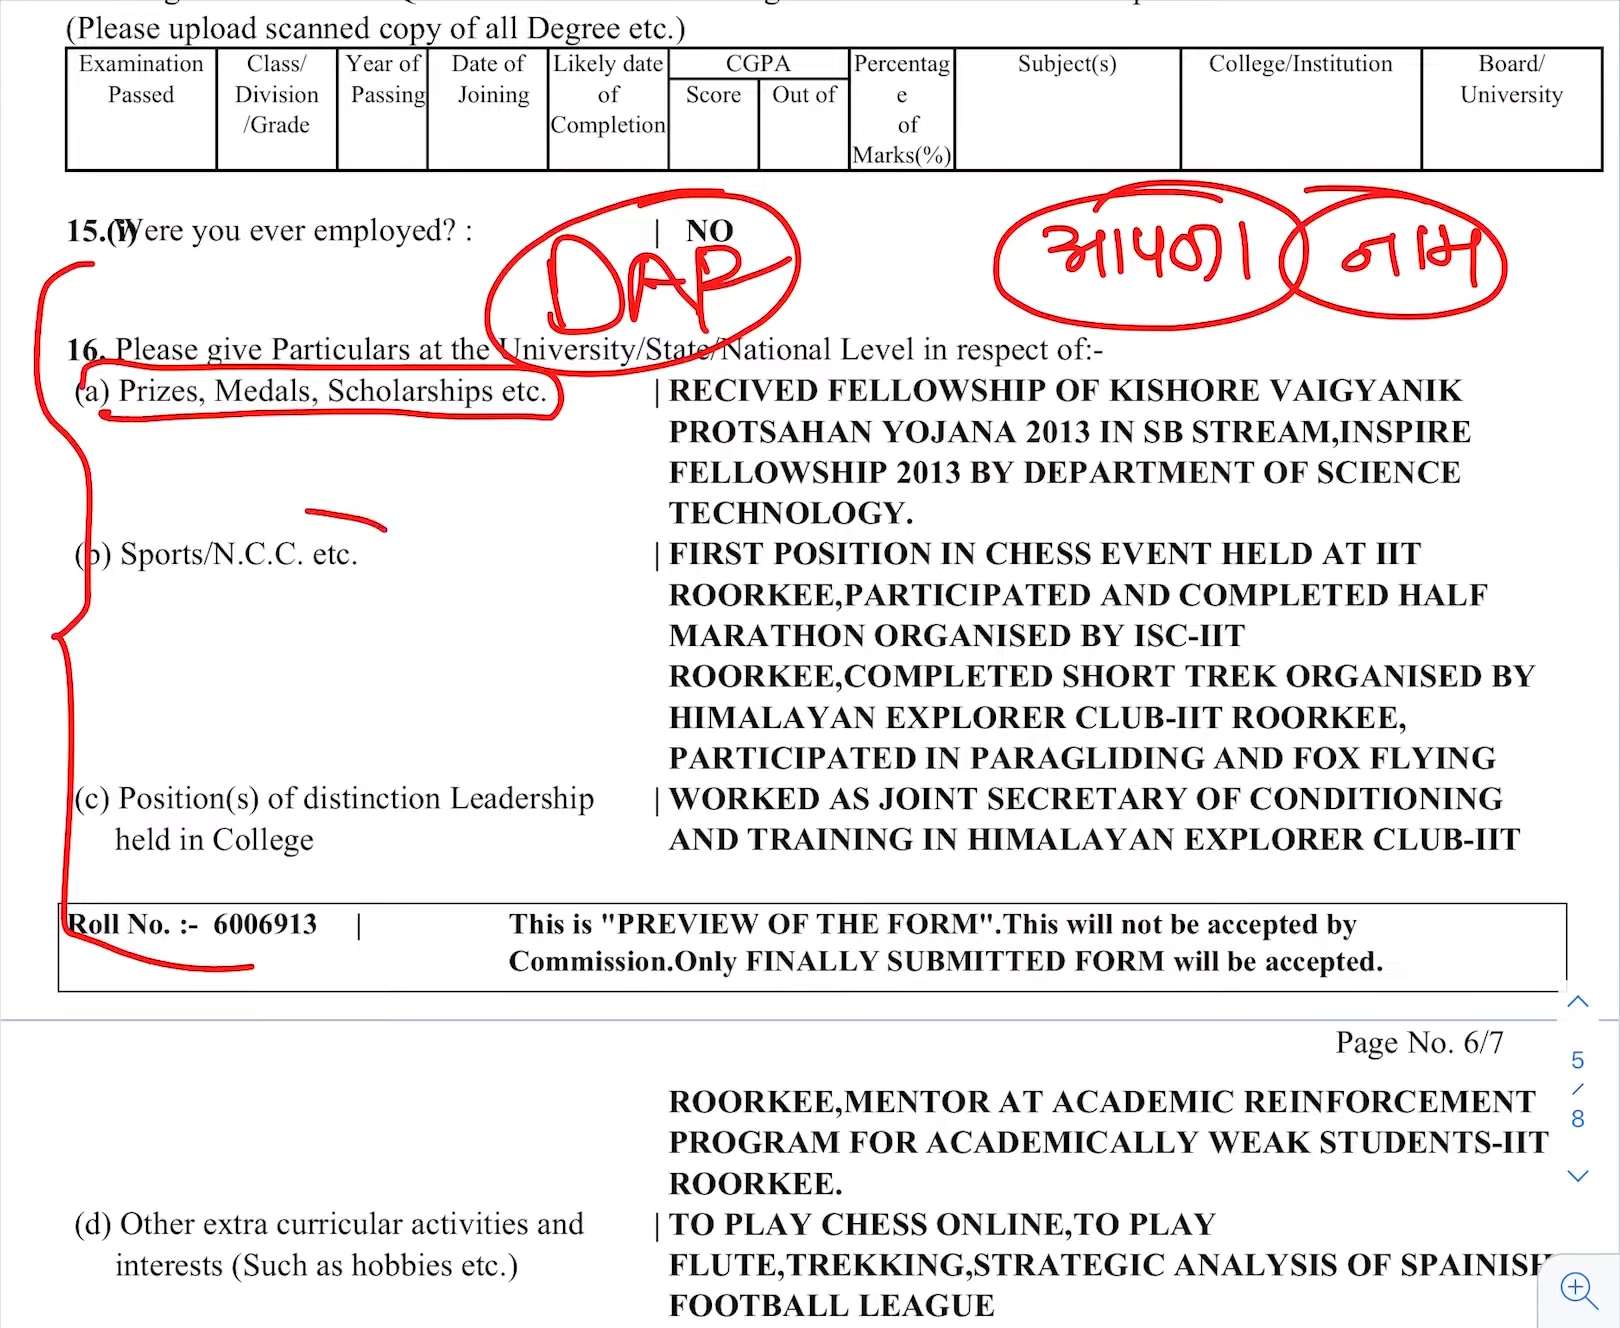 (Please upload scanned copy of all Degree etc.)
Examination Passed | Class/ Division /Grade | Year of Passing | Date of Joining | Likely date of Completion | CGPA Score | Out of | Percentag e of Marks(%) | Subject(s) | College/Institution | Board/ University
15.(i) Were you ever employed? : | NO
DAF
आपका नाम
16. Please give Particulars at the University/State/National Level in respect of:-
(a) Prizes, Medals, Scholarships etc. | RECIVED FELLOWSHIP OF KISHORE VAIGYANIK
PROTSAHAN YOJANA 2013 IN SB STREAM,INSPIRE
FELLOWSHIP 2013 BY DEPARTMENT OF SCIENCE
TECHNOLOGY.
(b) Sports/N.C.C. etc. | FIRST POSITION IN CHESS EVENT HELD AT IIT
ROORKEE,PARTICIPATED AND COMPLETED HALF
MARATHON ORGANISED BY ISC-IIT
ROORKEE,COMPLETED SHORT TREK ORGANISED BY
HIMALAYAN EXPLORER CLUB-IIT ROORKEE,
PARTICIPATED IN PARAGLIDING AND FOX FLYING
(c) Position(s) of distinction Leadership | WORKED AS JOINT SECRETARY OF CONDITIONING
held in College AND TRAINING IN HIMALAYAN EXPLORER CLUB-IIT
Roll No. :- 6006913 | This is "PREVIEW OF THE FORM".This will not be accepted by
Commission.Only FINALLY SUBMITTED FORM will be accepted.
Page No. 6/7
5 / 8
ROORKEE,MENTOR AT ACADEMIC REINFORCEMENT
PROGRAM FOR ACADEMICALLY WEAK STUDENTS-IIT
ROORKEE.
(d) Other extra curricular activities and | TO PLAY CHESS ONLINE,TO PLAY
interests (Such as hobbies etc.) FLUTE,TREKKING,STRATEGIC ANALYSIS OF SPAINISH
FOOTBALL LEAGUE